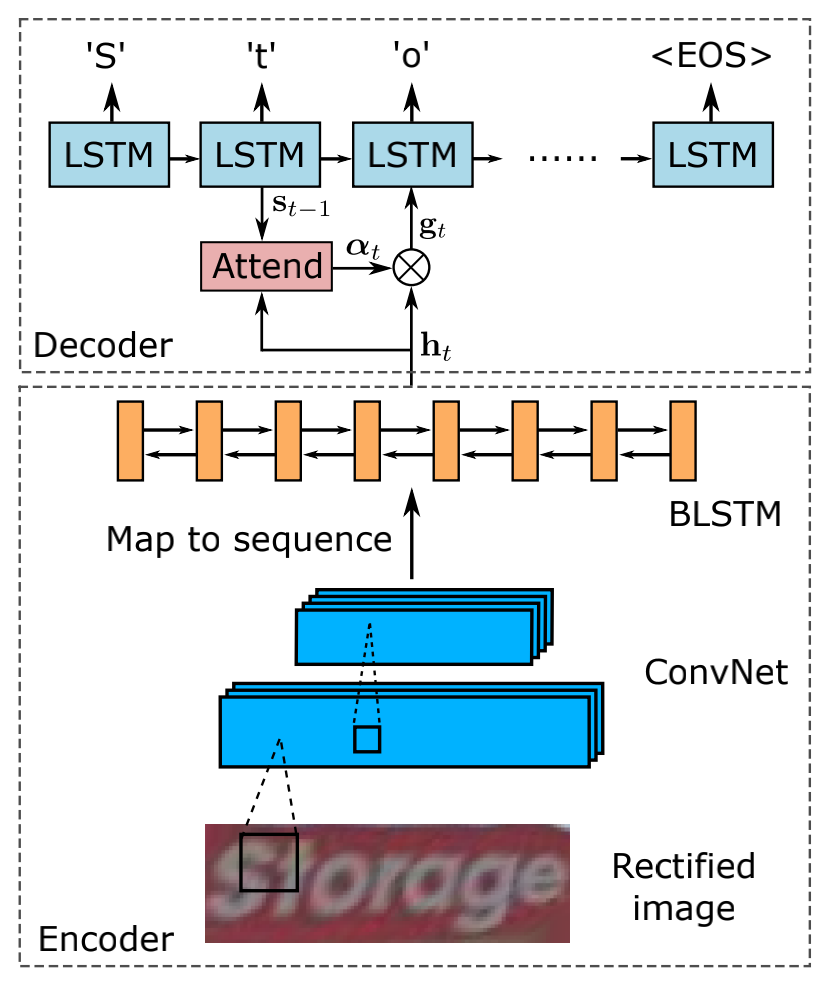 'S' 't' 'o' <EOS>
LSTM LSTM LSTM ...... LSTM
s_{t−1}
g_t
α_t
Attend
Decoder
h_t
BLSTM
Map to sequence
ConvNet
Storage
Rectified
image
Encoder